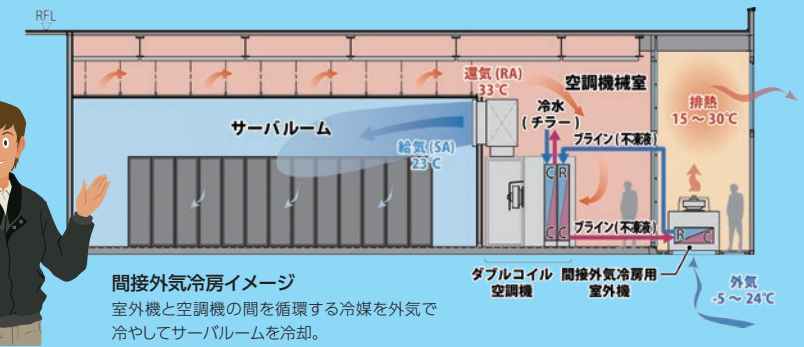 RFL
還気(RA)
33℃
空調機械室
冷水
(チラー)
排熱
15～30℃
サーバルーム
給気(SA)
23℃
ブライン(不凍液)
C R
C C
ブライン(不凍液)
R C
ダブルコイル
空調機
間接外気冷房用
室外機
外気
-5～24℃
間接外気冷房イメージ
室外機と空調機の間を循環する冷媒を外気で
冷やしてサーバルームを冷却。